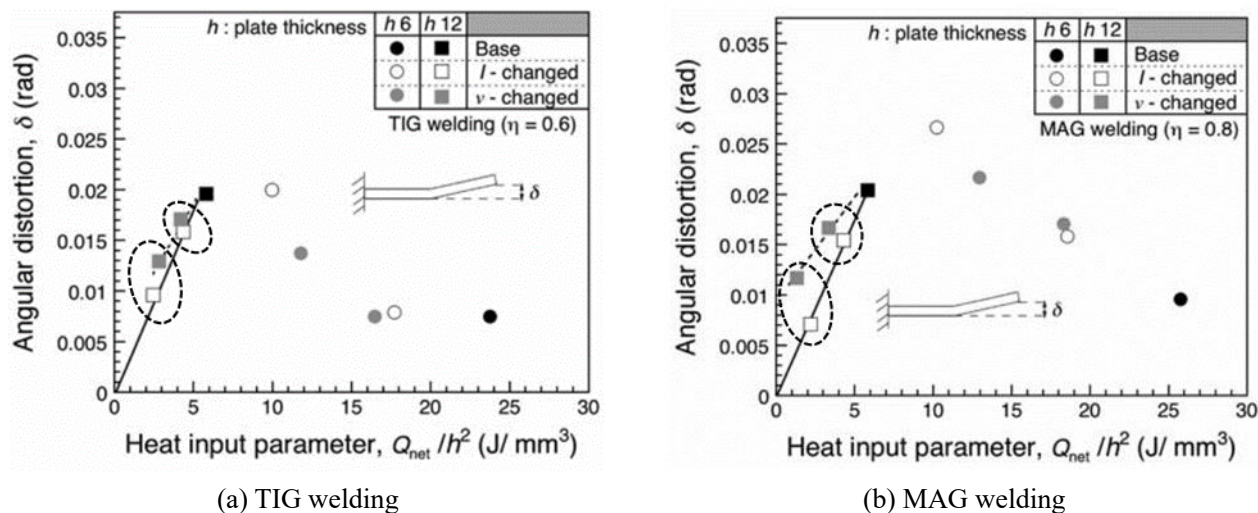 h : plate thickness
h 6 h 12
Base
I - changed
v - changed
TIG welding (η = 0.6)
δ
Angular distortion, δ (rad)
0.035
0.03
0.025
0.02
0.015
0.01
0.005
0
0 5 10 15 20 25 30
Heat input parameter, Qnet /h² (J/ mm³)
(a) TIG welding
h : plate thickness
h 6 h 12
Base
I - changed
v - changed
MAG welding (η = 0.8)
δ
Angular distortion, δ (rad)
0.035
0.03
0.025
0.02
0.015
0.01
0.005
0
0 5 10 15 20 25 30
Heat input parameter, Qnet /h² (J/ mm³)
(b) MAG welding